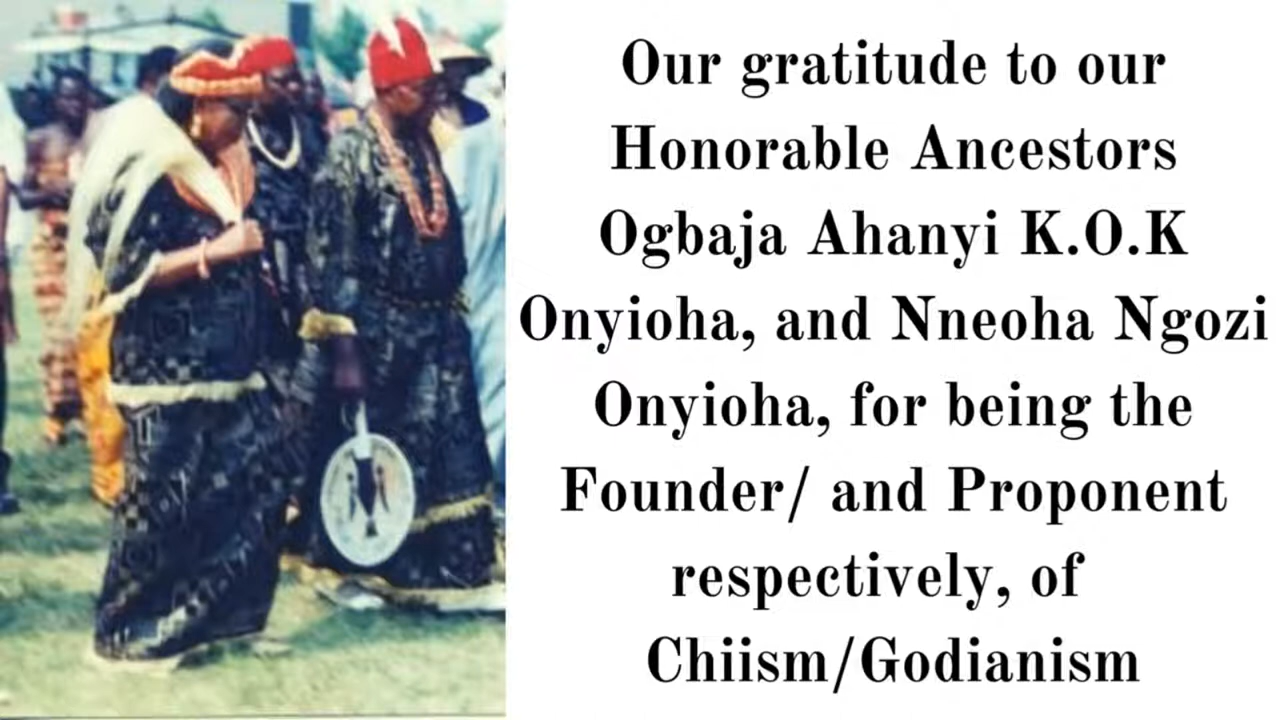 Our gratitude to our
Honorable Ancestors
Ogbaja Ahanyi K.O.K
Onyioha, and Nneoha Ngozi
Onyioha, for being the
Founder/ and Proponent
respectively, of
Chiism/Godianism